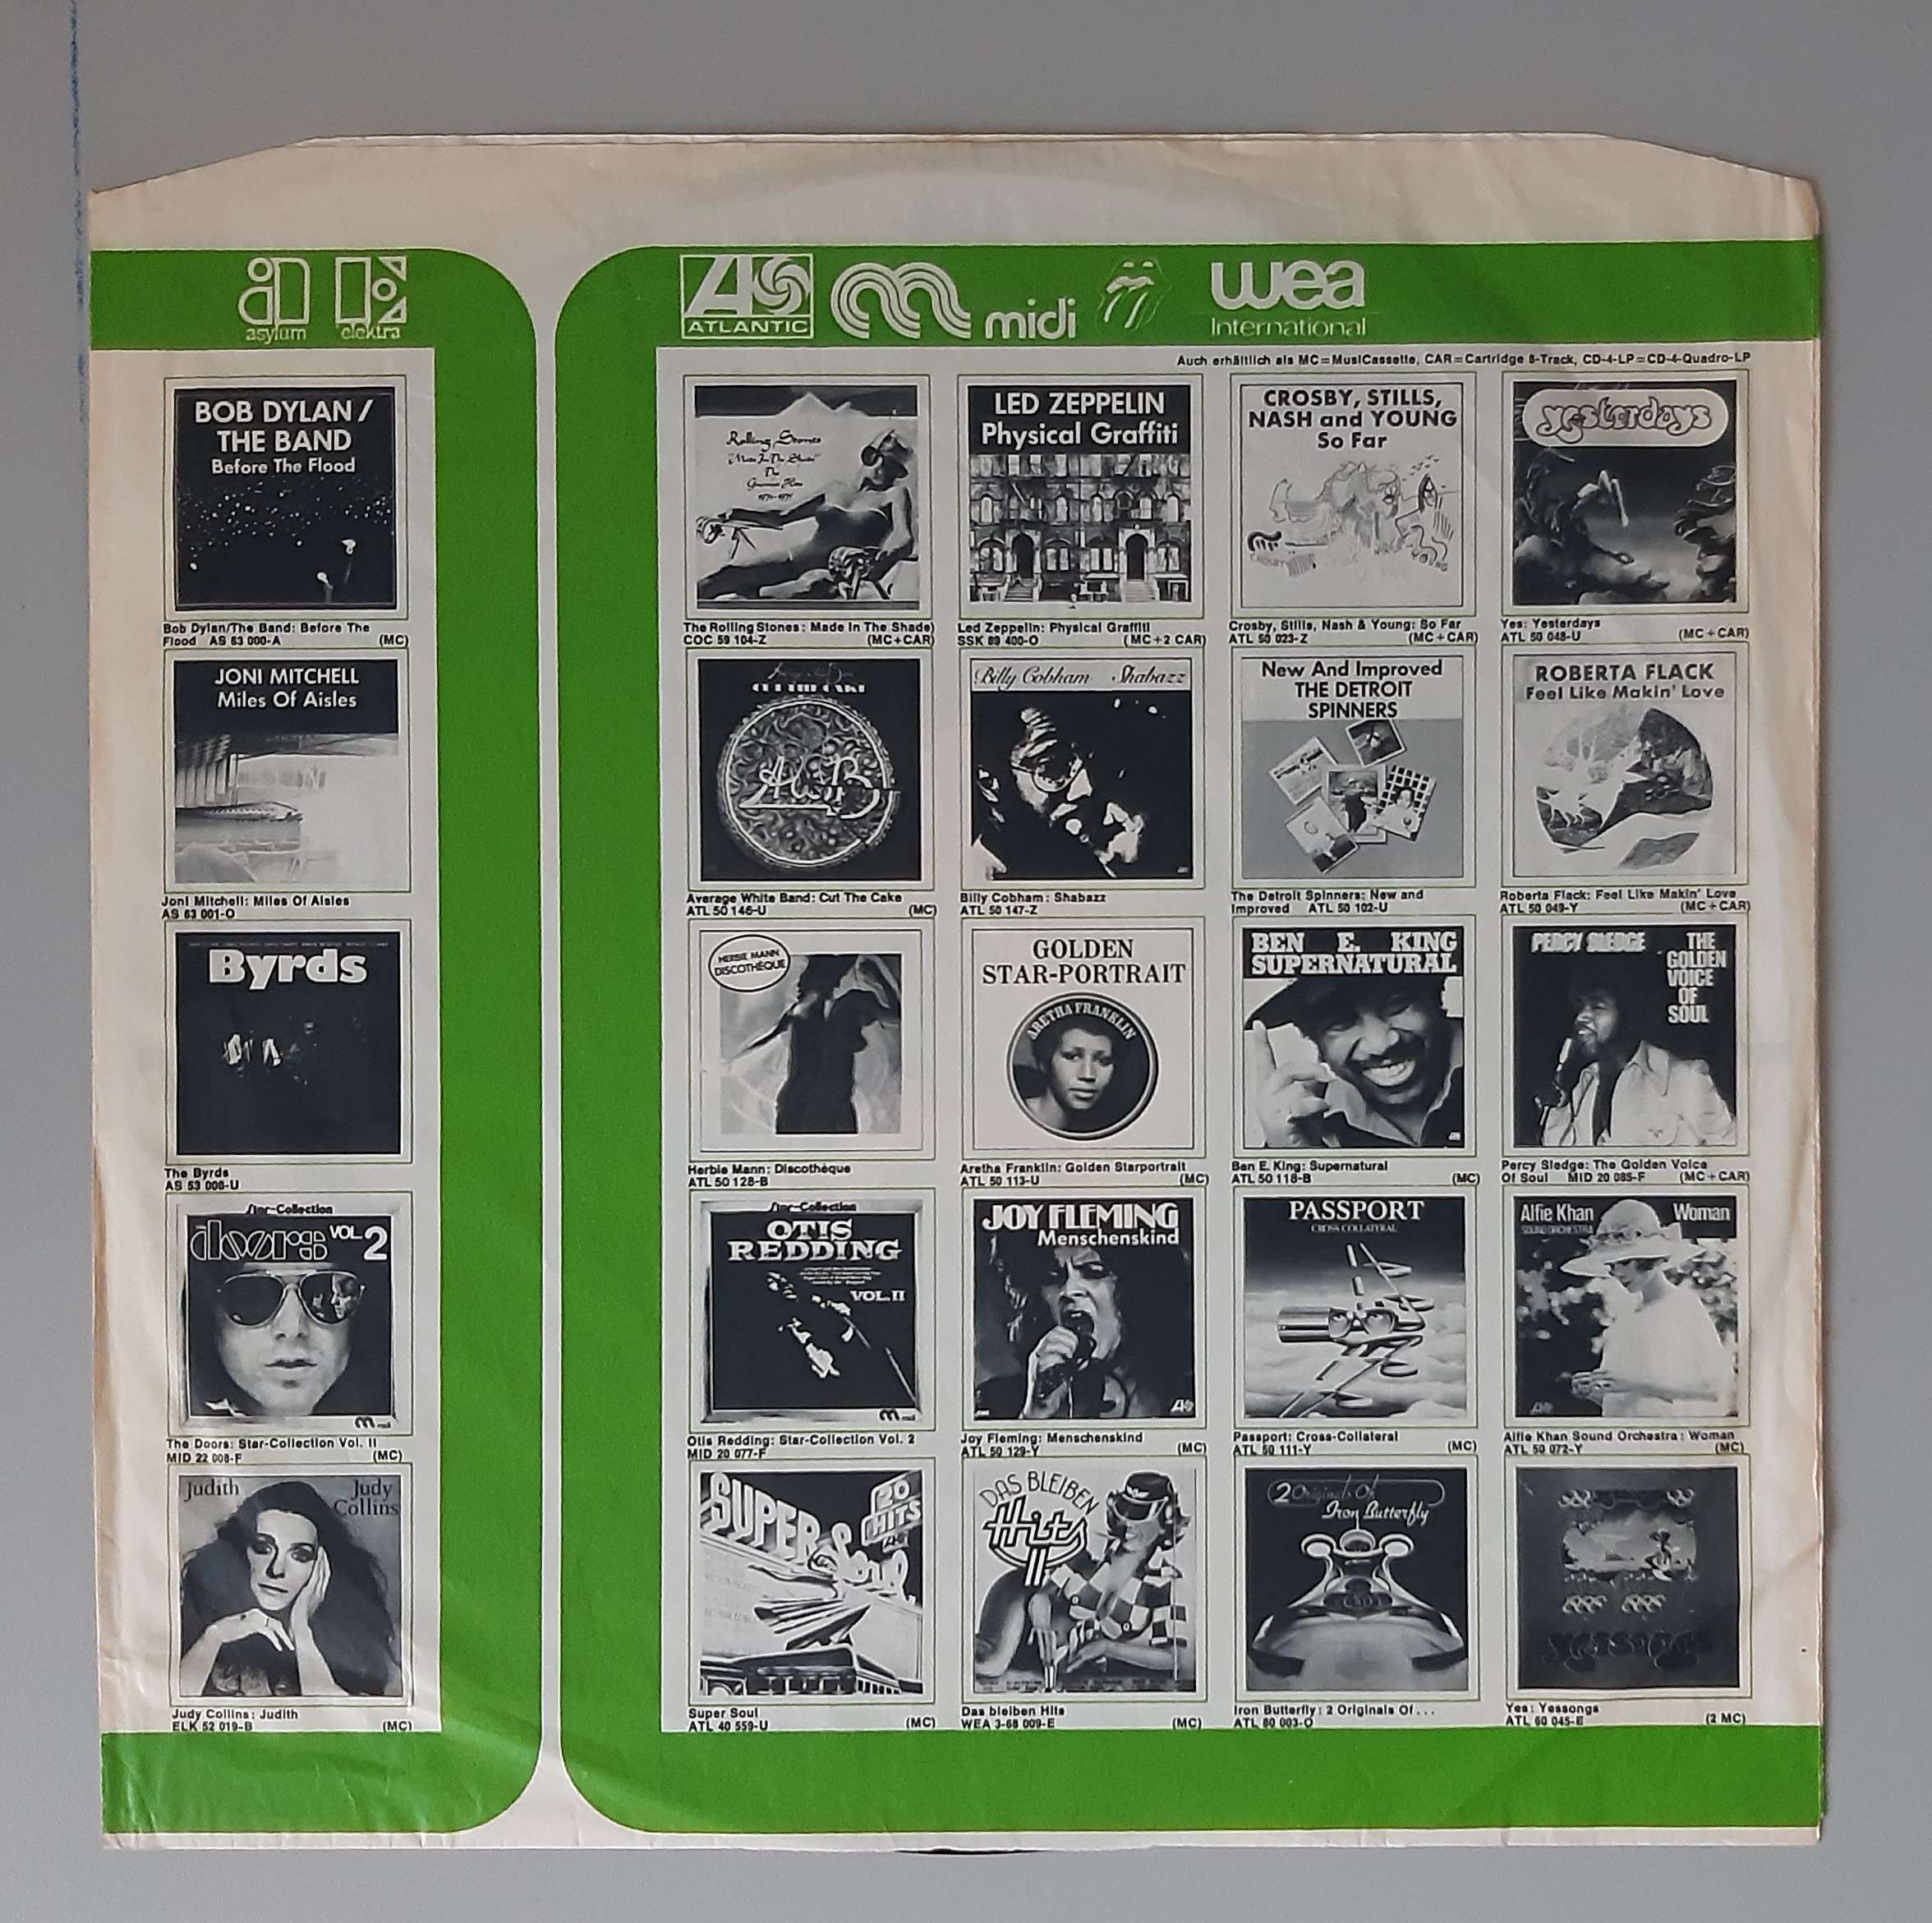 asylum
elektra
ATLANTIC
midi
wea
International
Auch erhältlich als MC=MusiCassette, CAR=Cartridge 8-Track, CD-4-LP=CD-4-Quadro-LP
BOB DYLAN /
THE BAND
Before The Flood
Bob Dylan/The Band: Before The
Flood AS 63 000-A (MC)
JONI MITCHELL
Miles Of Aisles
Joni Mitchell: Miles Of Aisles
AS 63 001-O
Byrds
The Byrds
AS 53 006-U
Star-Collection
doors VOL. 2
midi
The Doors: Star-Collection Vol. II
MID 22 008-F (MC)
Judith Judy
Collins
Judy Collins: Judith
ELK 52 019-B (MC)
Rolling Stones
"Made In The Shade"
The
The Rolling Stones: Made In The Shade)
COC 59 104-Z (MC+CAR)
LED ZEPPELIN
Physical Graffiti
Led Zeppelin: Physical Graffiti
SSK 89 400-O (MC+2 CAR)
CROSBY, STILLS,
NASH and YOUNG
So Far
Crosby, Stills, Nash & Young: So Far
ATL 50 023-Z (MC+CAR)
yesterdays
Yes: Yesterdays
ATL 50 048-U (MC+CAR)
CUT THE CAKE
AWB
Average White Band: Cut The Cake
ATL 50 146-U (MC)
Billy Cobham Shabazz
Billy Cobham: Shabazz
ATL 50 147-Z
New And Improved
THE DETROIT
SPINNERS
The Detroit Spinners: New and
Improved ATL 50 102-U
ROBERTA FLACK
Feel Like Makin' Love
Roberta Flack: Feel Like Makin' Love
ATL 50 049-Y (MC+CAR)
HERBIE MANN
DISCOTHÈQUE
Herbie Mann: Discothèque
ATL 50 128-B
GOLDEN
STAR-PORTRAIT
ARETHA FRANKLIN
Aretha Franklin: Golden Starportrait
ATL 50 113-U (MC)
BEN E. KING
SUPERNATURAL
Ben E. King: Supernatural
ATL 50 118-B (MC)
PERCY SLEDGE THE
GOLDEN
VOICE
OF
SOUL
Percy Sledge: The Golden Voice
Of Soul MID 20 085-F (MC+CAR)
Star-Collection
OTIS
REDDING
VOL. II
midi
Otis Redding: Star-Collection Vol. 2
MID 20 077-F
JOY FLEMING
Menschenskind
Joy Fleming: Menschenskind
ATL 50 129-Y (MC)
PASSPORT
CROSS COLLATERAL
Passport: Cross-Collateral
ATL 50 111-Y (MC)
Alfie Khan Woman
SOUND ORCHESTRA
Alfie Khan Sound Orchestra: Woman
ATL 50 072-Y (MC)
SUPER Soul
20
HITS
Super Soul
ATL 40 559-U (MC)
DAS BLEIBEN
Hits
II
Das bleiben Hits
WEA 3-68 009-E (MC)
2 Originals Of
Iron Butterfly
Iron Butterfly: 2 Originals Of...
ATL 80 003-O
yessongs
Yes: Yessongs
ATL 60 045-E (2 MC)